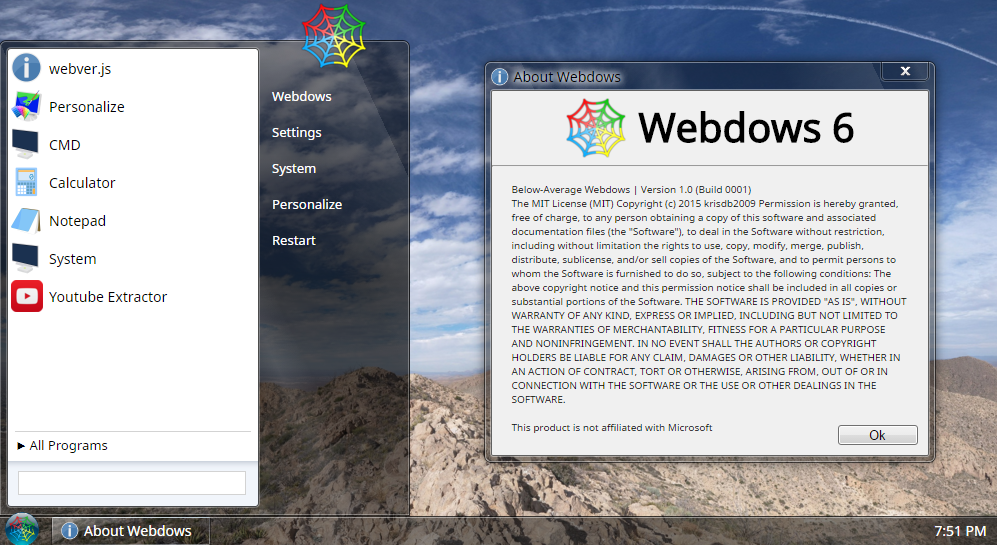 webver.js
Personalize
CMD
Calculator
Notepad
System
Youtube Extractor
All Programs
Webdows
Settings
System
Personalize
Restart
About Webdows
x
Webdows 6
Below-Average Webdows | Version 1.0 (Build 0001)
The MIT License (MIT) Copyright (c) 2015 krisdb2009 Permission is hereby granted,
free of charge, to any person obtaining a copy of this software and associated
documentation files (the "Software"), to deal in the Software without restriction,
including without limitation the rights to use, copy, modify, merge, publish,
distribute, sublicense, and/or sell copies of the Software, and to permit persons to
whom the Software is furnished to do so, subject to the following conditions: The
above copyright notice and this permission notice shall be included in all copies or
substantial portions of the Software. THE SOFTWARE IS PROVIDED "AS IS", WITHOUT
WARRANTY OF ANY KIND, EXPRESS OR IMPLIED, INCLUDING BUT NOT LIMITED TO
THE WARRANTIES OF MERCHANTABILITY, FITNESS FOR A PARTICULAR PURPOSE
AND NONINFRINGEMENT. IN NO EVENT SHALL THE AUTHORS OR COPYRIGHT
HOLDERS BE LIABLE FOR ANY CLAIM, DAMAGES OR OTHER LIABILITY, WHETHER IN
AN ACTION OF CONTRACT, TORT OR OTHERWISE, ARISING FROM, OUT OF OR IN
CONNECTION WITH THE SOFTWARE OR THE USE OR OTHER DEALINGS IN THE
SOFTWARE.
This product is not affiliated with Microsoft
Ok
About Webdows
7:51 PM